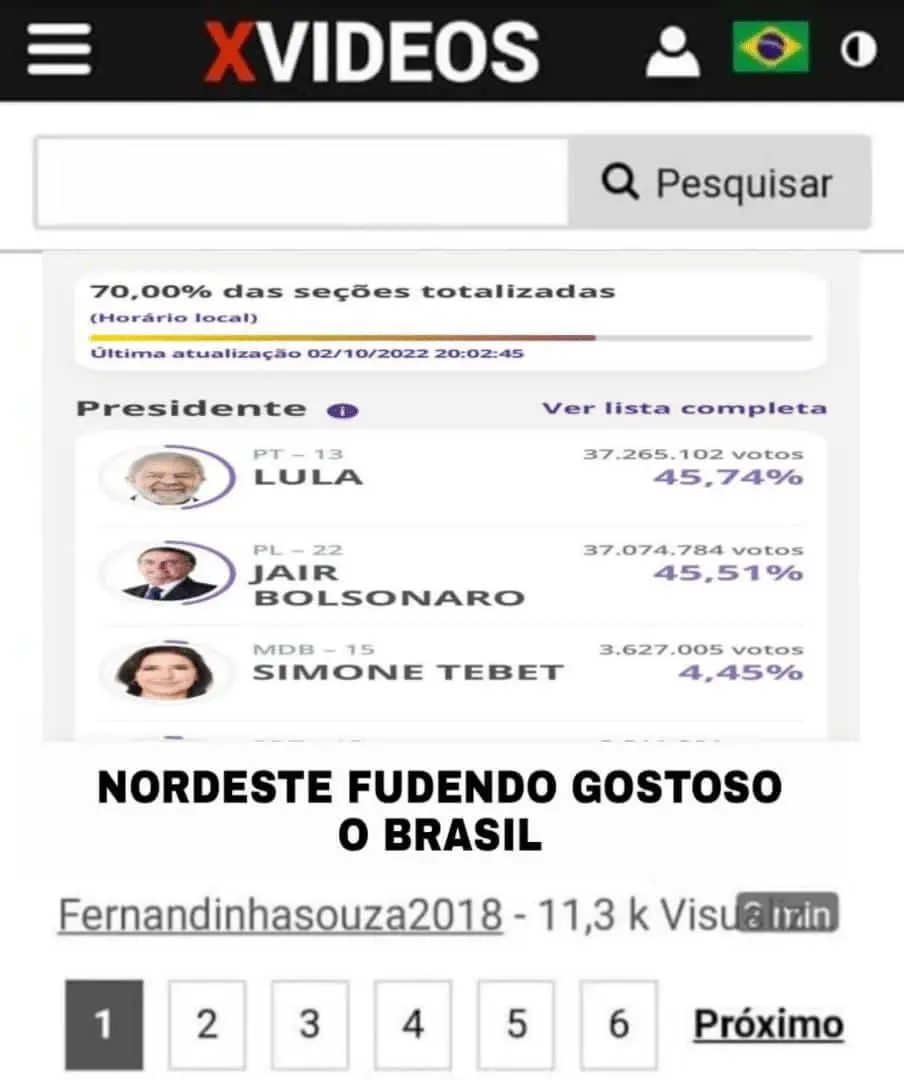 XVIDEOS
Pesquisar
70,00% das seções totalizadas
(Horário local)
Última atualização 02/10/2022 20:02:45
Presidente
Ver lista completa
PT - 13
37.265.102 votos
LULA
45,74%
PL - 22
37.074.784 votos
JAIR
45,51%
BOLSONARO
MDB - 15
3.627.005 votos
SIMONE TEBET
4,45%
NORDESTE FUDENDO GOSTOSO
O BRASIL
Fernandinhasouza2018 - 11,3 k
min
1 2 3 4 5 6 Próximo